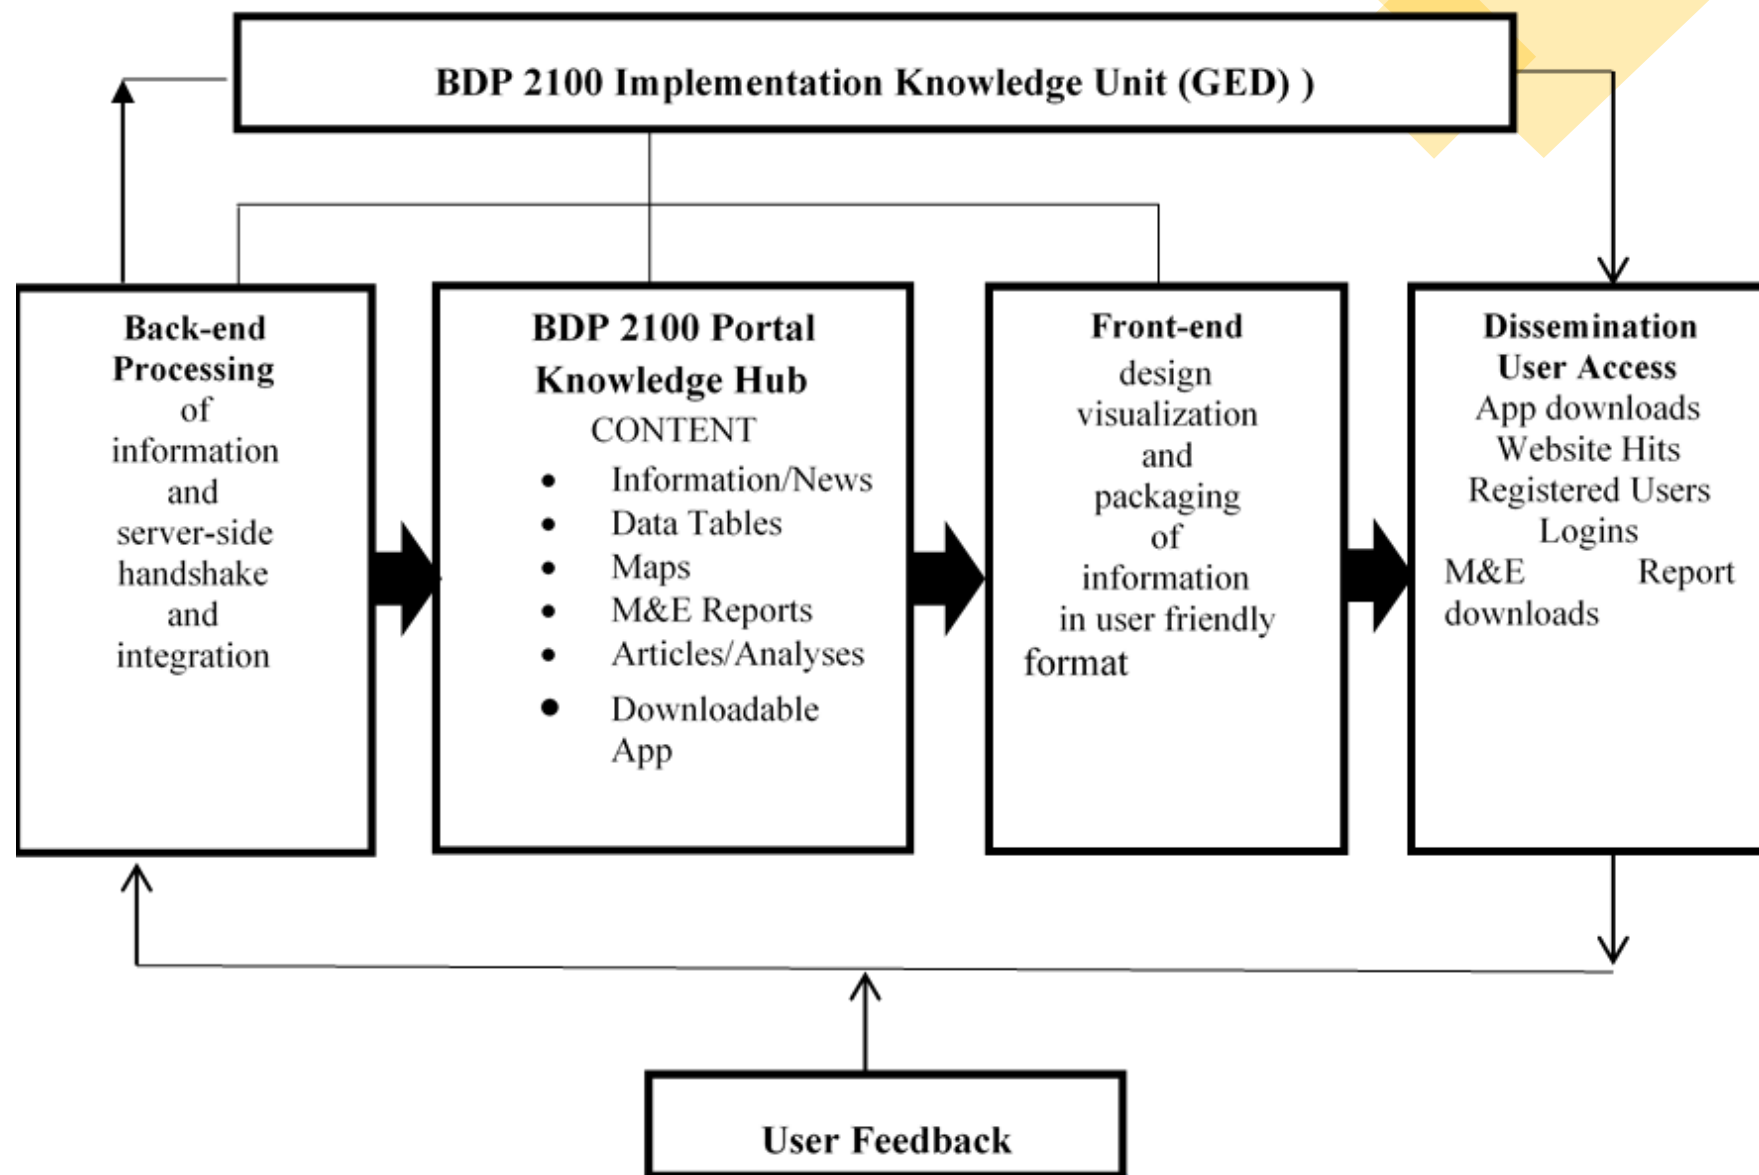 BDP 2100 Implementation Knowledge Unit (GED) )
Back-end
Processing
of
information
and
server-side
handshake
and
integration
BDP 2100 Portal
Knowledge Hub
CONTENT
• Information/News
• Data Tables
• Maps
• M&E Reports
• Articles/Analyses
• Downloadable
App
Front-end
design
visualization
and
packaging
of
information
in user friendly
format
Dissemination
User Access
App downloads
Website Hits
Registered Users
Logins
M&E Report
downloads
User Feedback